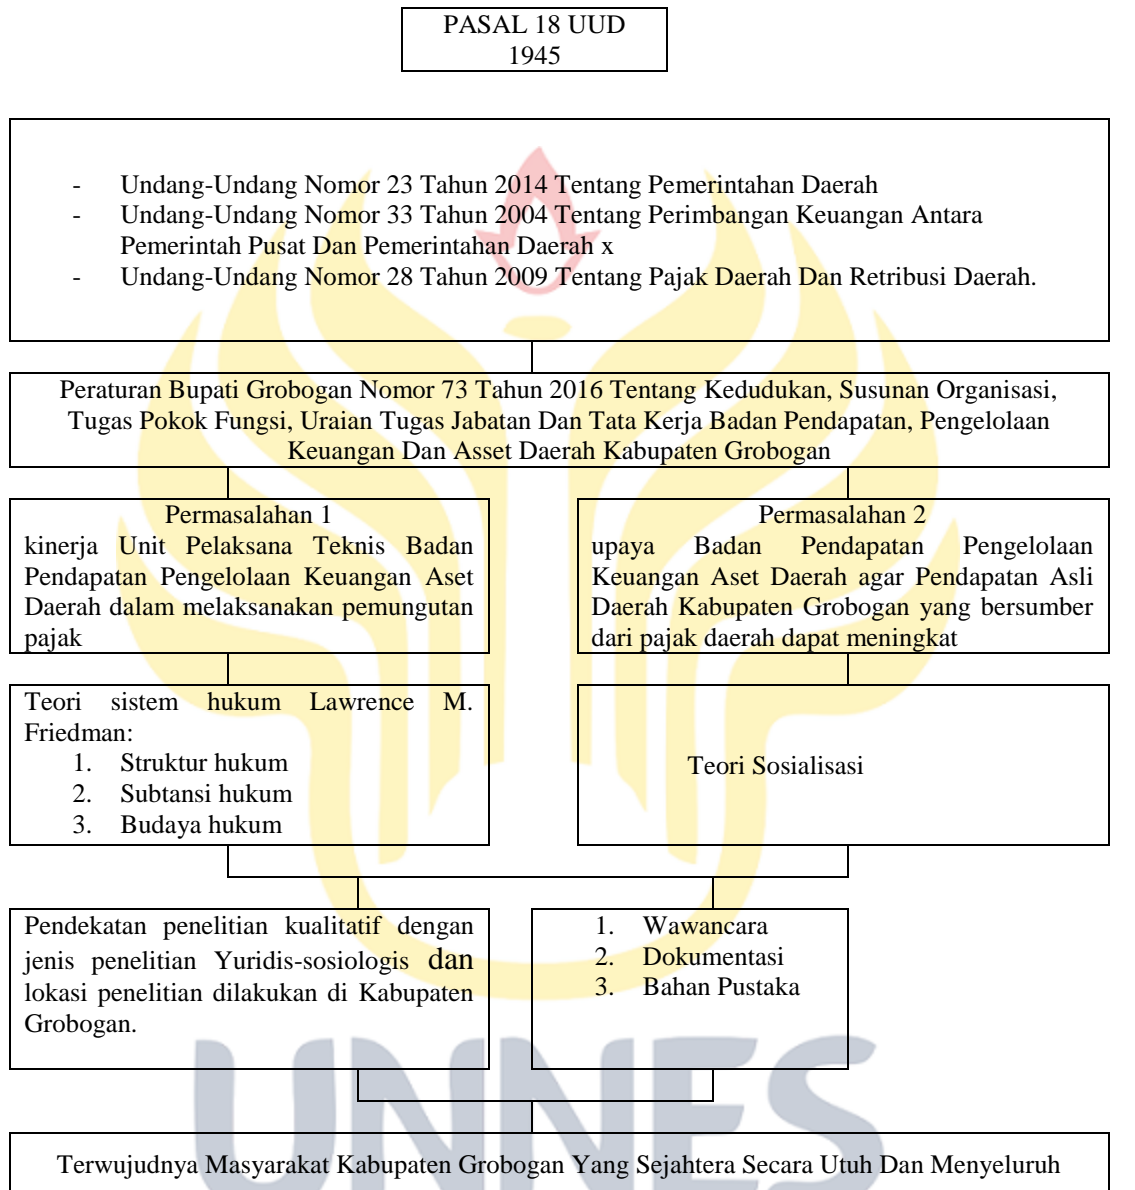 PASAL 18 UUD
1945
- Undang-Undang Nomor 23 Tahun 2014 Tentang Pemerintahan Daerah
- Undang-Undang Nomor 33 Tahun 2004 Tentang Perimbangan Keuangan Antara
Pemerintah Pusat Dan Pemerintahan Daerah x
- Undang-Undang Nomor 28 Tahun 2009 Tentang Pajak Daerah Dan Retribusi Daerah.
Peraturan Bupati Grobogan Nomor 73 Tahun 2016 Tentang Kedudukan, Susunan Organisasi,
Tugas Pokok Fungsi, Uraian Tugas Jabatan Dan Tata Kerja Badan Pendapatan, Pengelolaan
Keuangan Dan Asset Daerah Kabupaten Grobogan
Permasalahan 1
kinerja Unit Pelaksana Teknis Badan
Pendapatan Pengelolaan Keuangan Aset
Daerah dalam melaksanakan pemungutan
pajak
Permasalahan 2
upaya Badan Pendapatan Pengelolaan
Keuangan Aset Daerah agar Pendapatan Asli
Daerah Kabupaten Grobogan yang bersumber
dari pajak daerah dapat meningkat
Teori sistem hukum Lawrence M.
Friedman:
1. Struktur hukum
2. Subtansi hukum
3. Budaya hukum
Teori Sosialisasi
Pendekatan penelitian kualitatif dengan
jenis penelitian Yuridis-sosiologis dan
lokasi penelitian dilakukan di Kabupaten
Grobogan.
1. Wawancara
2. Dokumentasi
3. Bahan Pustaka
UNNES
Terwujudnya Masyarakat Kabupaten Grobogan Yang Sejahtera Secara Utuh Dan Menyeluruh